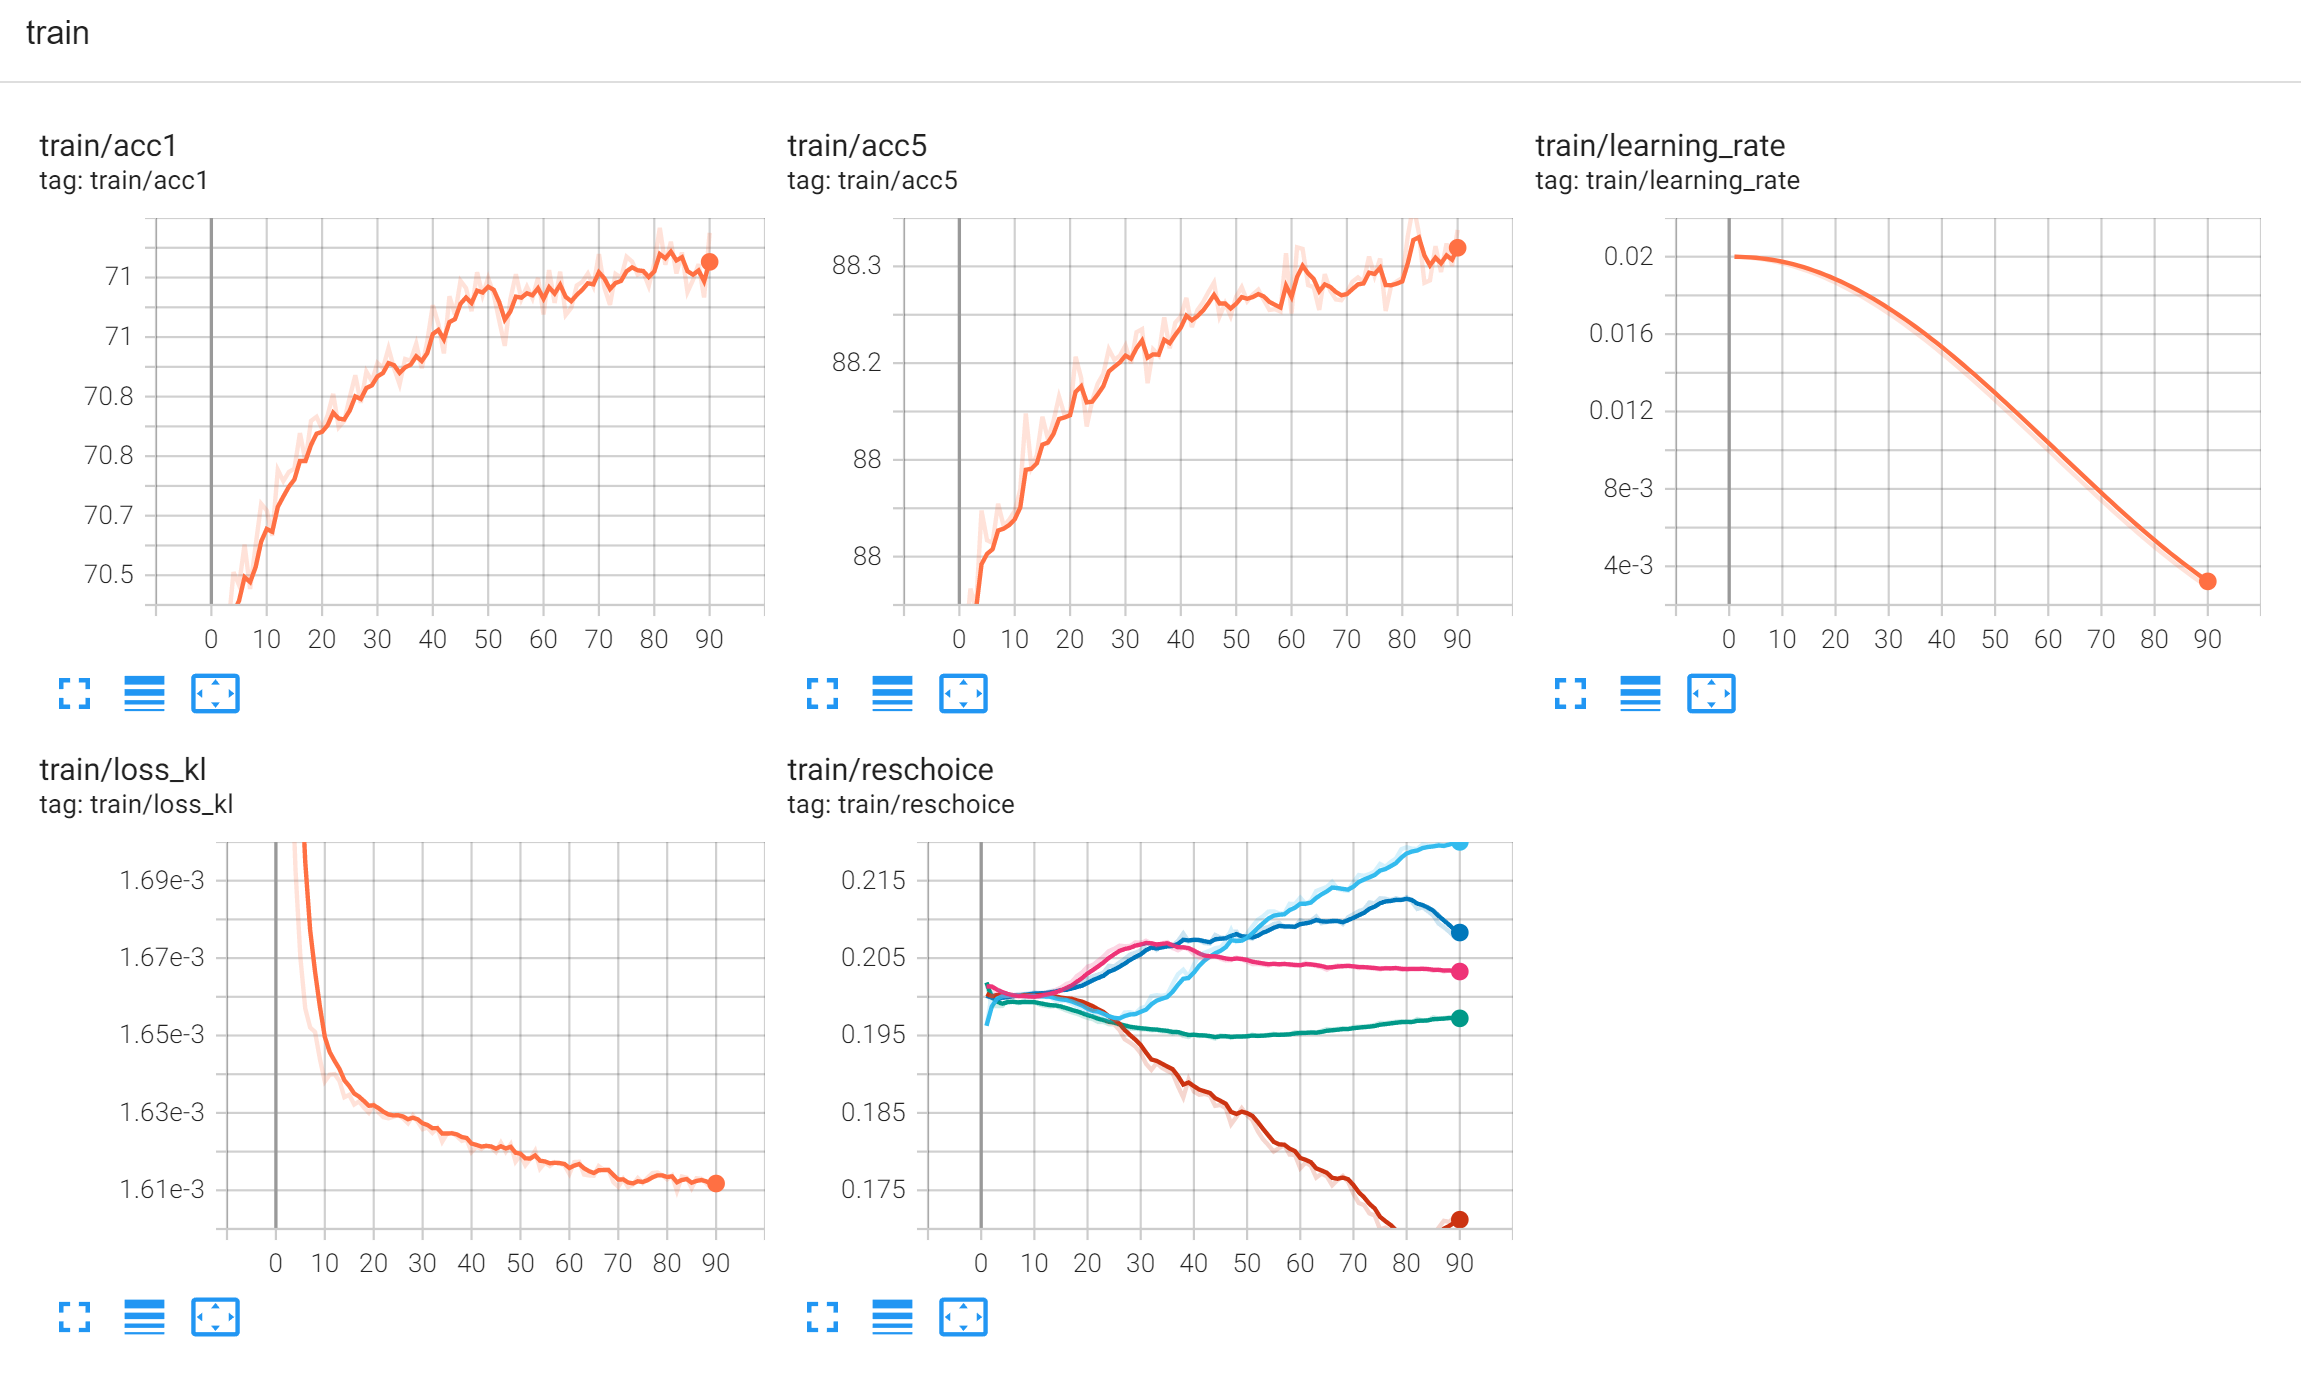 train
train/acc1
tag: train/acc1
71
71
70.8
70.8
70.7
70.5
0 10 20 30 40 50 60 70 80 90
train/acc5
tag: train/acc5
88.3
88.2
88
88
0 10 20 30 40 50 60 70 80 90
train/learning_rate
tag: train/learning_rate
0.02
0.016
0.012
8e-3
4e-3
0 10 20 30 40 50 60 70 80 90
train/loss_kl
tag: train/loss_kl
1.69e-3
1.67e-3
1.65e-3
1.63e-3
1.61e-3
0 10 20 30 40 50 60 70 80 90
train/reschoice
tag: train/reschoice
0.215
0.205
0.195
0.185
0.175
0 10 20 30 40 50 60 70 80 90